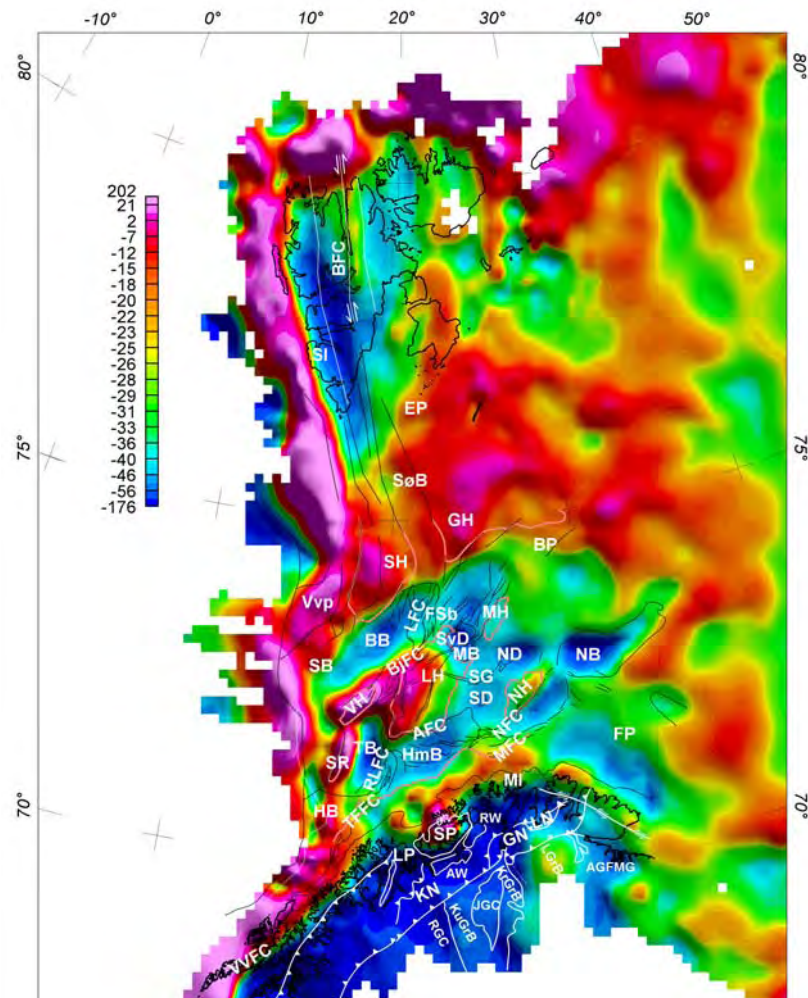 -10° 0° 10° 20° 30° 40° 50°
80° 80°
202
21
2
-7
-12
-15
-18
-20
-22
-23
-25
-26
-28
-29
-31
-33
-36
-40
-46
-56
-176
BFC
SI
EP
75° 75°
SøB
GH
BP
SH
Vvp
LFC FSb MH
SvD
BB MB ND NB
SB BjFC
LH SG
VH SD NH
NFC
AFC FP
TB HmB MFC
SR RLFC
MI
70° 70°
HB TFFC
SP RW LN
GN
LP LGrB
AW AGFMG
KN KrGrB
JGC
KuGrB
RGC
VVFC